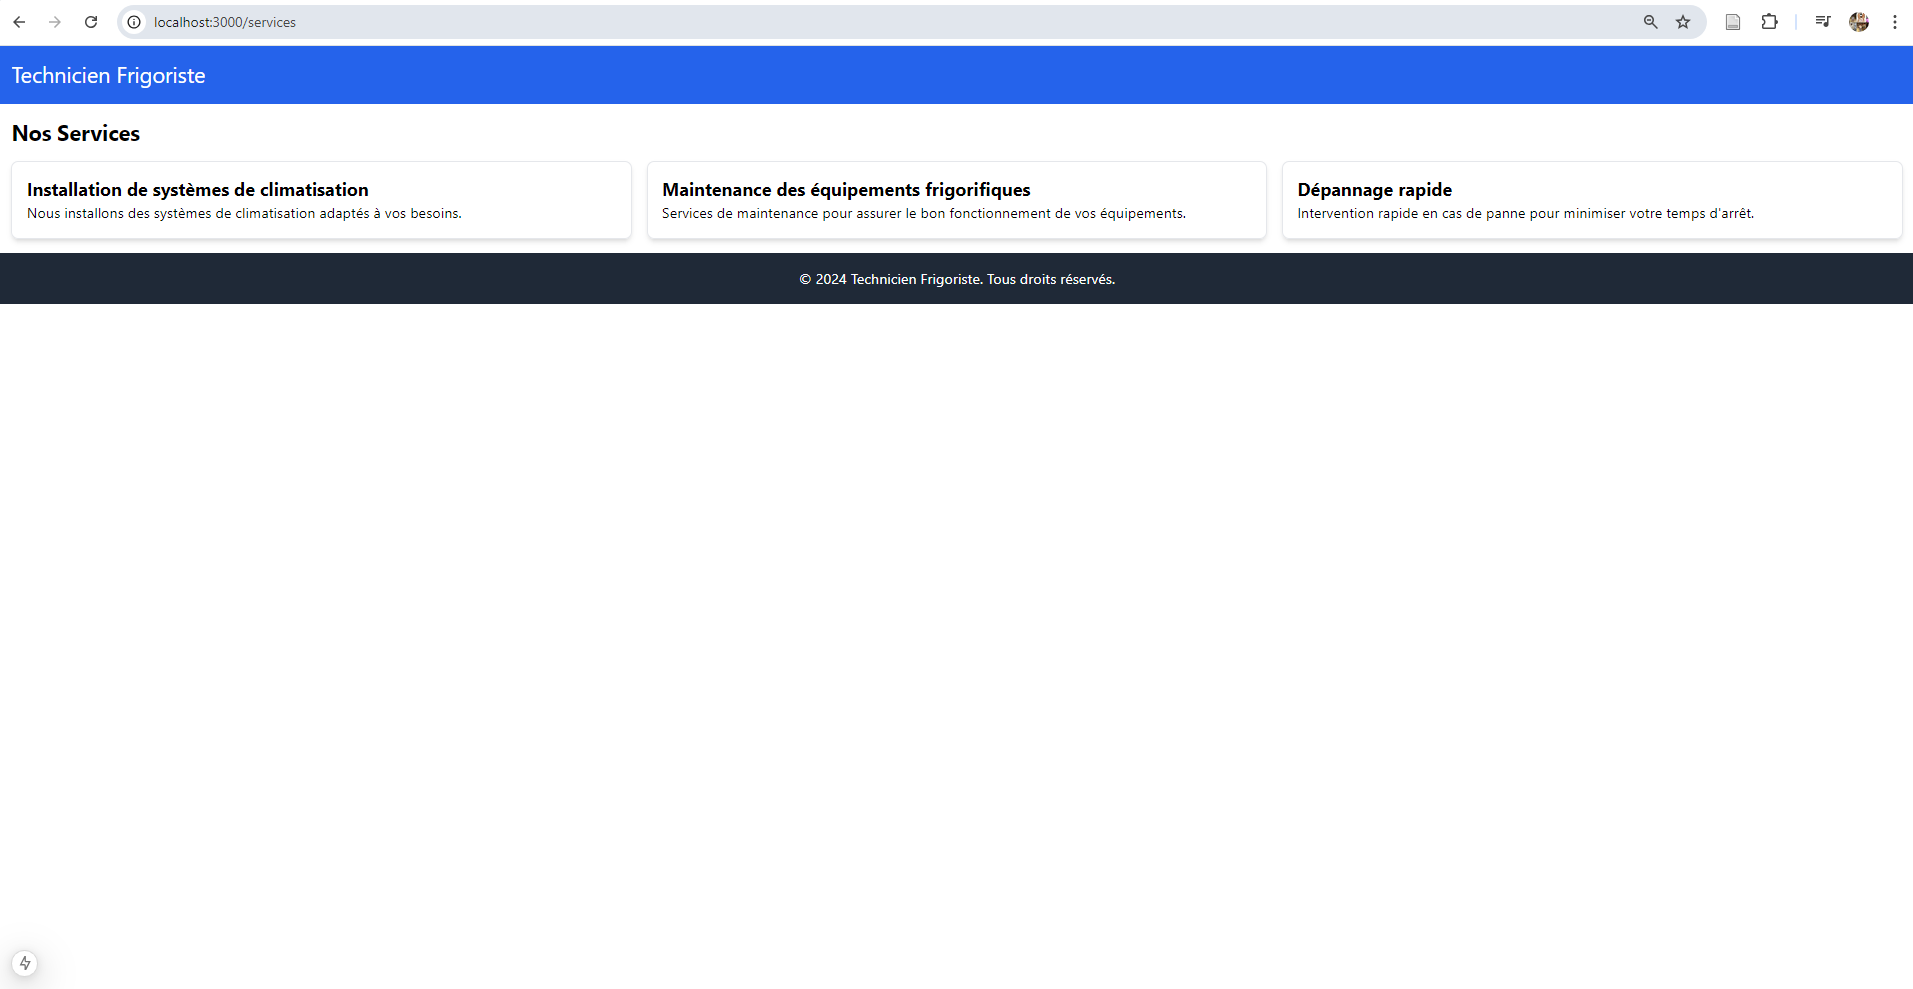 localhost:3000/services
Technicien Frigoriste
Nos Services
Installation de systèmes de climatisation
Nous installons des systèmes de climatisation adaptés à vos besoins.
Maintenance des équipements frigorifiques
Services de maintenance pour assurer le bon fonctionnement de vos équipements.
Dépannage rapide
Intervention rapide en cas de panne pour minimiser votre temps d'arrêt.
© 2024 Technicien Frigoriste. Tous droits réservés.